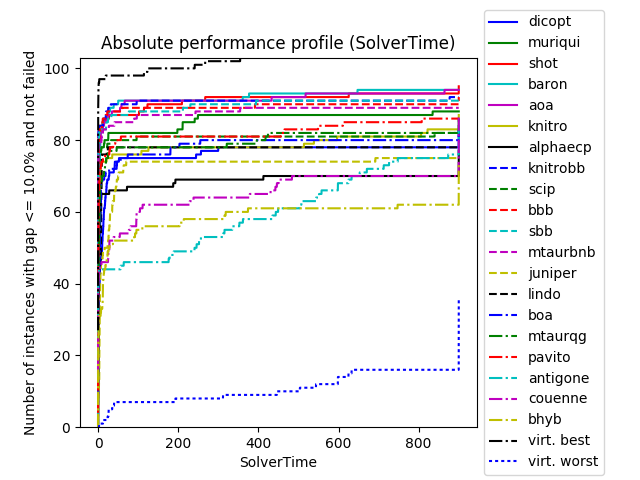 Absolute performance profile (SolverTime)
Number of instances with gap <= 10.0% and not failed
100
80
60
40
20
0
0 200 400 600 800
SolverTime
dicopt
muriqui
shot
baron
aoa
knitro
alphaecp
knitrobb
scip
bbb
sbb
mtaurbnb
juniper
lindo
boa
mtaurqg
pavito
antigone
couenne
bhyb
virt. best
virt. worst